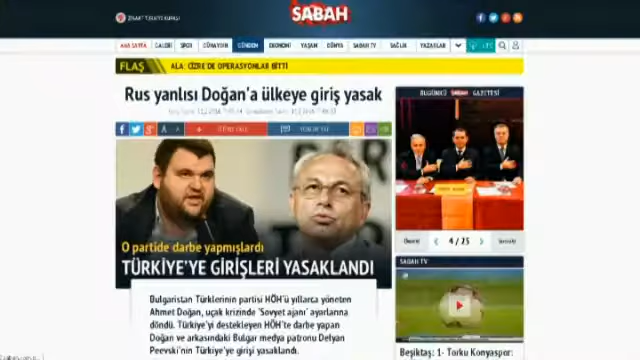 SABAH
ANA SAYFA GALERİ SPOR GÜNAYDIN GÜNDEM EKONOMİ YAŞAM DÜNYA SABAH TV SAĞLIK YAZARLAR
FLAŞ ALA: CİZRE'DE OPERASYONLAR BİTTİ
Rus yanlısı Doğan'a ülkeye giriş yasak
BUGÜNKÜ SABAH GAZETESİ
O partide darbe yapmışlardı
TÜRKİYE'YE GİRİŞLERİ YASAKLANDI
4 / 25
SABAH TV
Bulgaristan Türklerinin partisi HÖH'ü yıllarca yöneten
Ahmet Doğan, uçak krizinde 'Sovyet ajanı' ayarlarına
döndü. Türkiye'yi destekleyen HÖH'te darbe yapan
Doğan ve arkasındaki Bulgar medya patronu Delyan
Peevski'nin Türkiye'ye girişi yasaklandı.
Beşiktaş: 1- Torku Konyaspor: